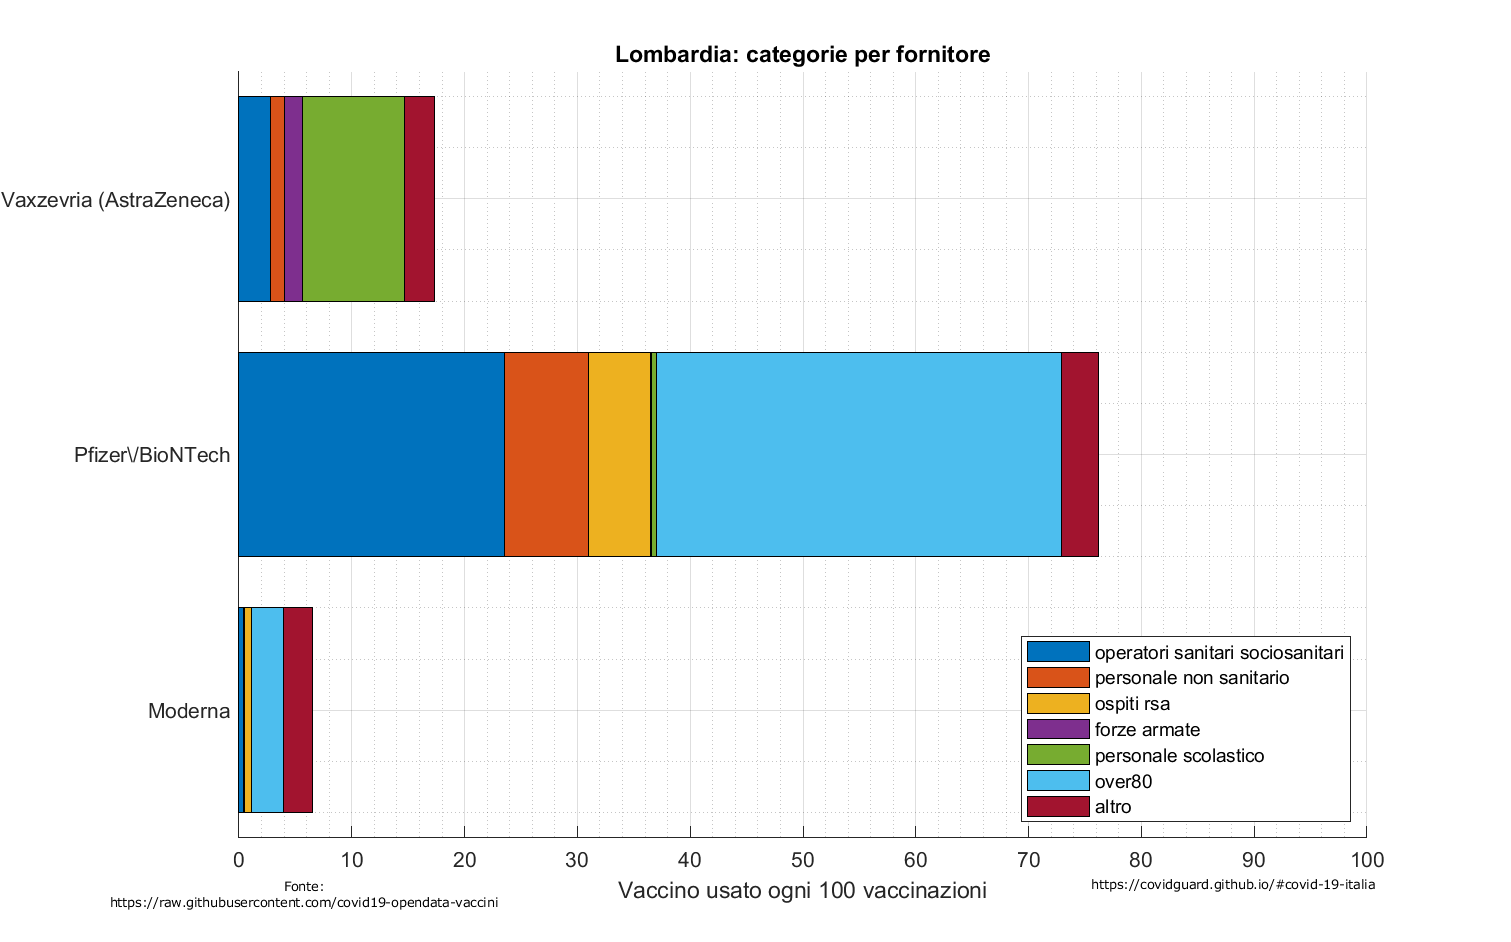 Lombardia: categorie per fornitore
Vaxzevria (AstraZeneca)
Pfizer\/BioNTech
Moderna
operatori sanitari sociosanitari
personale non sanitario
ospiti rsa
forze armate
personale scolastico
over80
altro
0 10 20 30 40 50 60 70 80 90 100
Vaccino usato ogni 100 vaccinazioni
Fonte:
https://raw.githubusercontent.com/covid19-opendata-vaccini
https://covidguard.github.io/#covid-19-italia